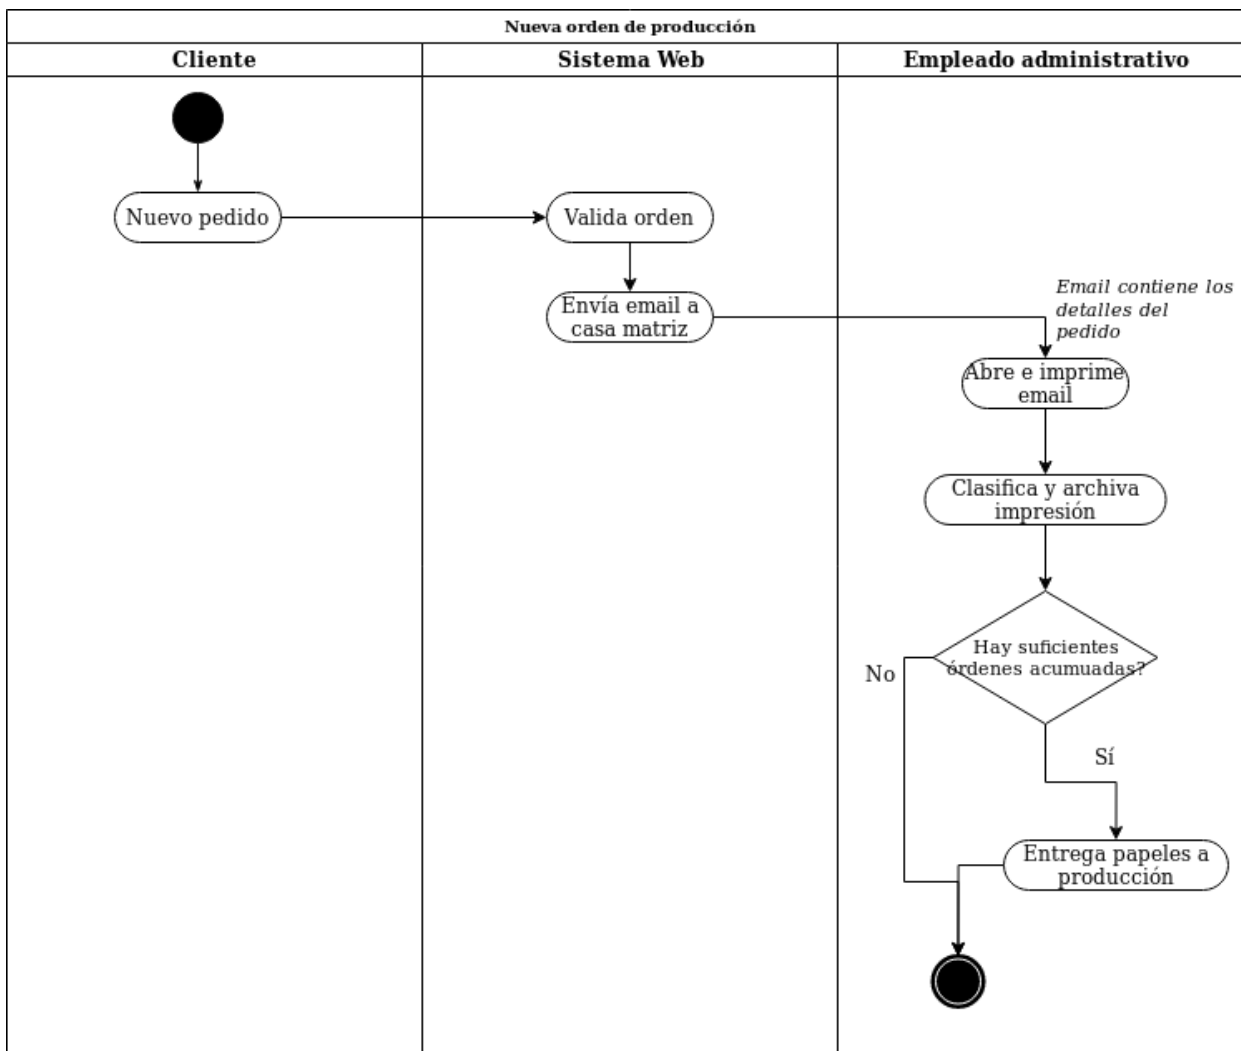 Nueva orden de producción
Cliente
Sistema Web
Empleado administrativo
Nuevo pedido
Valida orden
Envía email a
casa matriz
Email contiene los
detalles del
pedido
Abre e imprime
email
Clasifica y archiva
impresión
Hay suficientes
órdenes acumuadas?
No
Sí
Entrega papeles a
producción